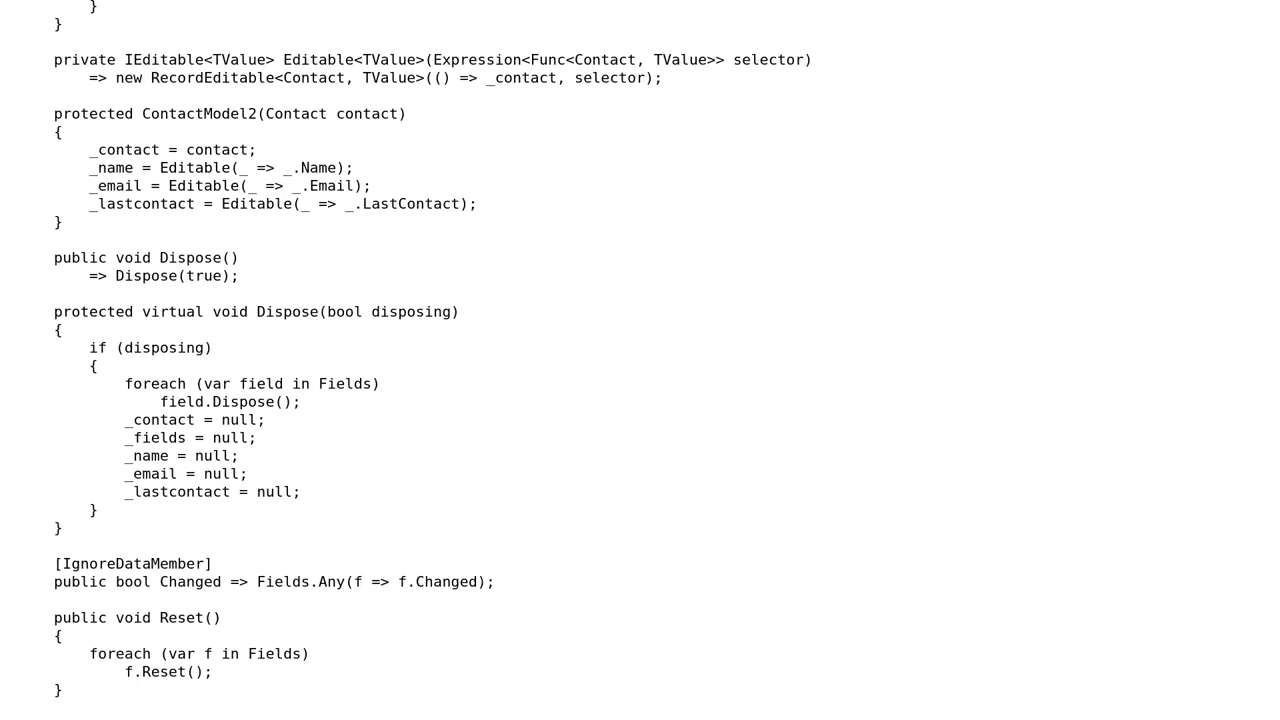 }
}
private IEditable<TValue> Editable<TValue>(Expression<Func<Contact, TValue>> selector)
=> new RecordEditable<Contact, TValue>(() => _contact, selector);
protected ContactModel2(Contact contact)
{
_contact = contact;
_name = Editable(_ => _.Name);
_email = Editable(_ => _.Email);
_lastcontact = Editable(_ => _.LastContact);
}
public void Dispose()
=> Dispose(true);
protected virtual void Dispose(bool disposing)
{
if (disposing)
{
foreach (var field in Fields)
field.Dispose();
_contact = null;
_fields = null;
_name = null;
_email = null;
_lastcontact = null;
}
}
[IgnoreDataMember]
public bool Changed => Fields.Any(f => f.Changed);
public void Reset()
{
foreach (var f in Fields)
f.Reset();
}